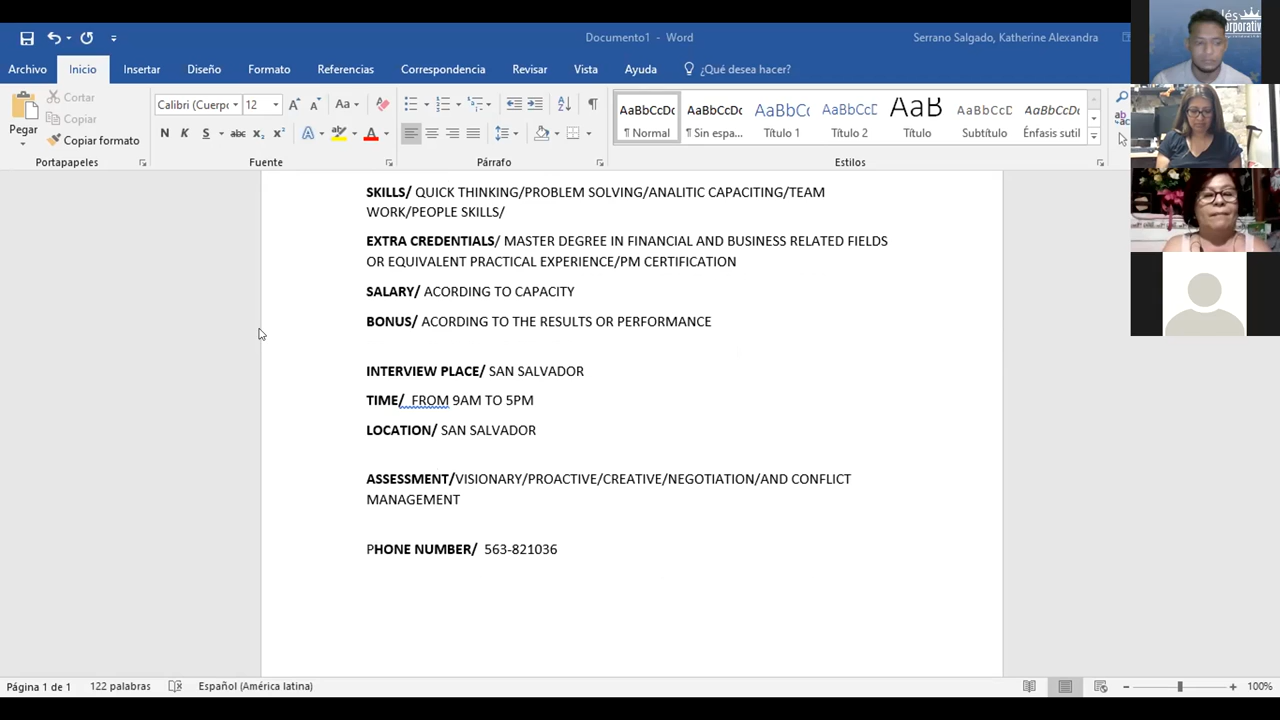 Documento1 - Word
Serrano Salgado, Katherine Alexandra
Archivo Inicio Insertar Diseño Formato Referencias Correspondencia Revisar Vista Ayuda ¿Qué desea hacer?
Pegar
Cortar
Copiar
Copiar formato
Portapapeles
Calibri (Cuerpo 12
N K S abc x₂ x²
Fuente
Párrafo
AaBbCcDc AaBbCcDc AaBbC( AaBbCcD AaB AaBbCcD AaBbCcDc
¶ Normal ¶ Sin espa... Título 1 Título 2 Título Subtítulo Énfasis sutil
Estilos
SKILLS/ QUICK THINKING/PROBLEM SOLVING/ANALITIC CAPACITING/TEAM
WORK/PEOPLE SKILLS/
EXTRA CREDENTIALS/ MASTER DEGREE IN FINANCIAL AND BUSINESS RELATED FIELDS
OR EQUIVALENT PRACTICAL EXPERIENCE/PM CERTIFICATION
SALARY/ ACORDING TO CAPACITY
BONUS/ ACORDING TO THE RESULTS OR PERFORMANCE
INTERVIEW PLACE/ SAN SALVADOR
TIME/ FROM 9AM TO 5PM
LOCATION/ SAN SALVADOR
ASSESSMENT/VISIONARY/PROACTIVE/CREATIVE/NEGOTIATION/AND CONFLICT
MANAGEMENT
PHONE NUMBER/ 563-821036
Página 1 de 1 122 palabras Español (América latina) 100%